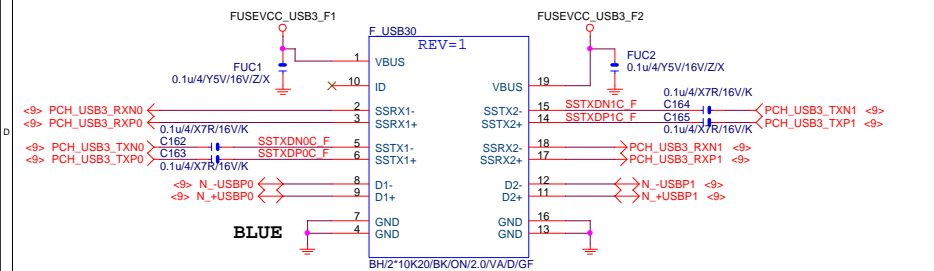 FUSEVCC_USB3_F1
FUSEVCC_USB3_F2
F_USB30
REV=1
FUC1
0.1u/4/Y5V/16V/Z/X
FUC2
0.1u/4/Y5V/16V/Z/X
1 VBUS
10 ID
VBUS 19
<9> PCH_USB3_RXN0 2 SSRX1-
<9> PCH_USB3_RXP0 3 SSRX1+
0.1u/4/X7R/16V/K
SSTX2- 15 SSTXDN1C_F C164 PCH_USB3_TXN1 <9>
SSTX2+ 14 SSTXDP1C_F C165 PCH_USB3_TXP1 <9>
0.1u/4/X7R/16V/K
0.1u/4/X7R/16V/K
<9> PCH_USB3_TXN0 C162 SSTXDN0C_F 5 SSTX1-
<9> PCH_USB3_TXP0 C163 SSTXDP0C_F 6 SSTX1+
0.1u/4/X7R/16V/K
SSRX2- 18 PCH_USB3_RXN1 <9>
SSRX2+ 17 PCH_USB3_RXP1 <9>
<9> N_-USBP0 8 D1-
<9> N_+USBP0 9 D1+
D2- 12 N_-USBP1 <9>
D2+ 11 N_+USBP1 <9>
7 GND
4 GND
GND 16
GND 13
BLUE
D
BH/2*10K20/BK/ON/2.0/VA/D/GF